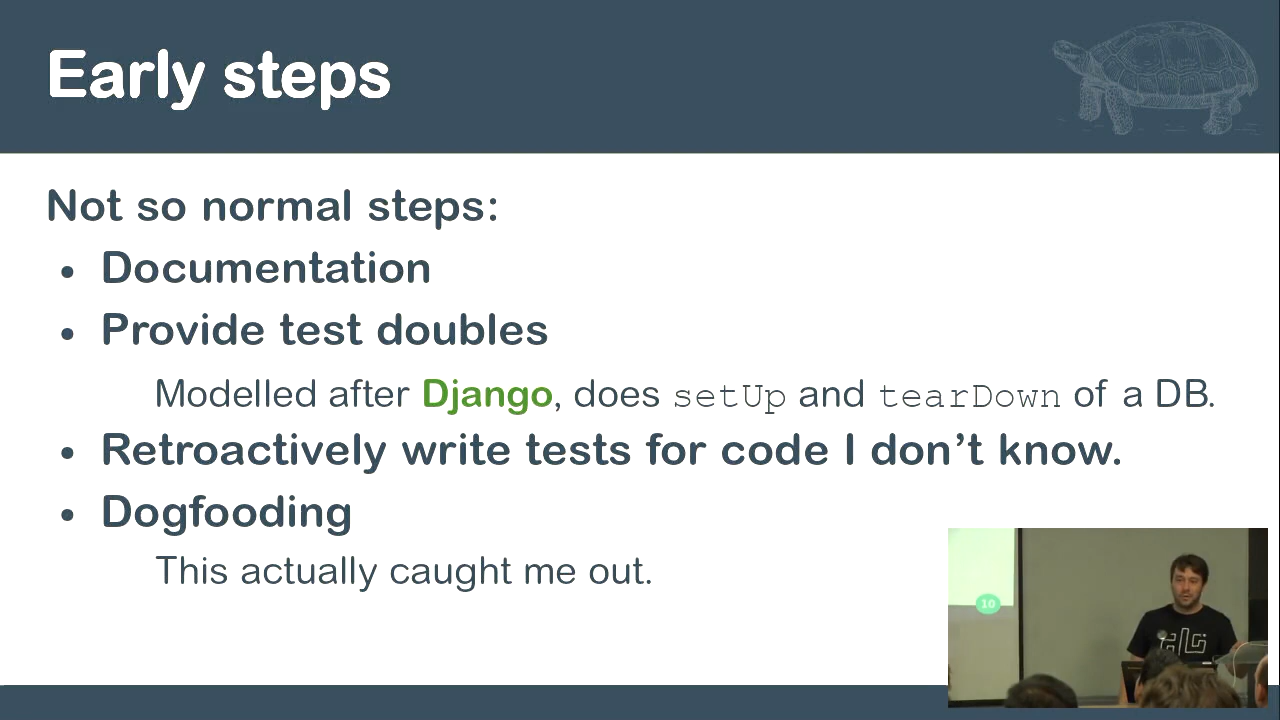 Early steps
Not so normal steps:
• Documentation
• Provide test doubles
Modelled after Django, does setUp and tearDown of a DB.
• Retroactively write tests for code I don’t know.
• Dogfooding
This actually caught me out.
10